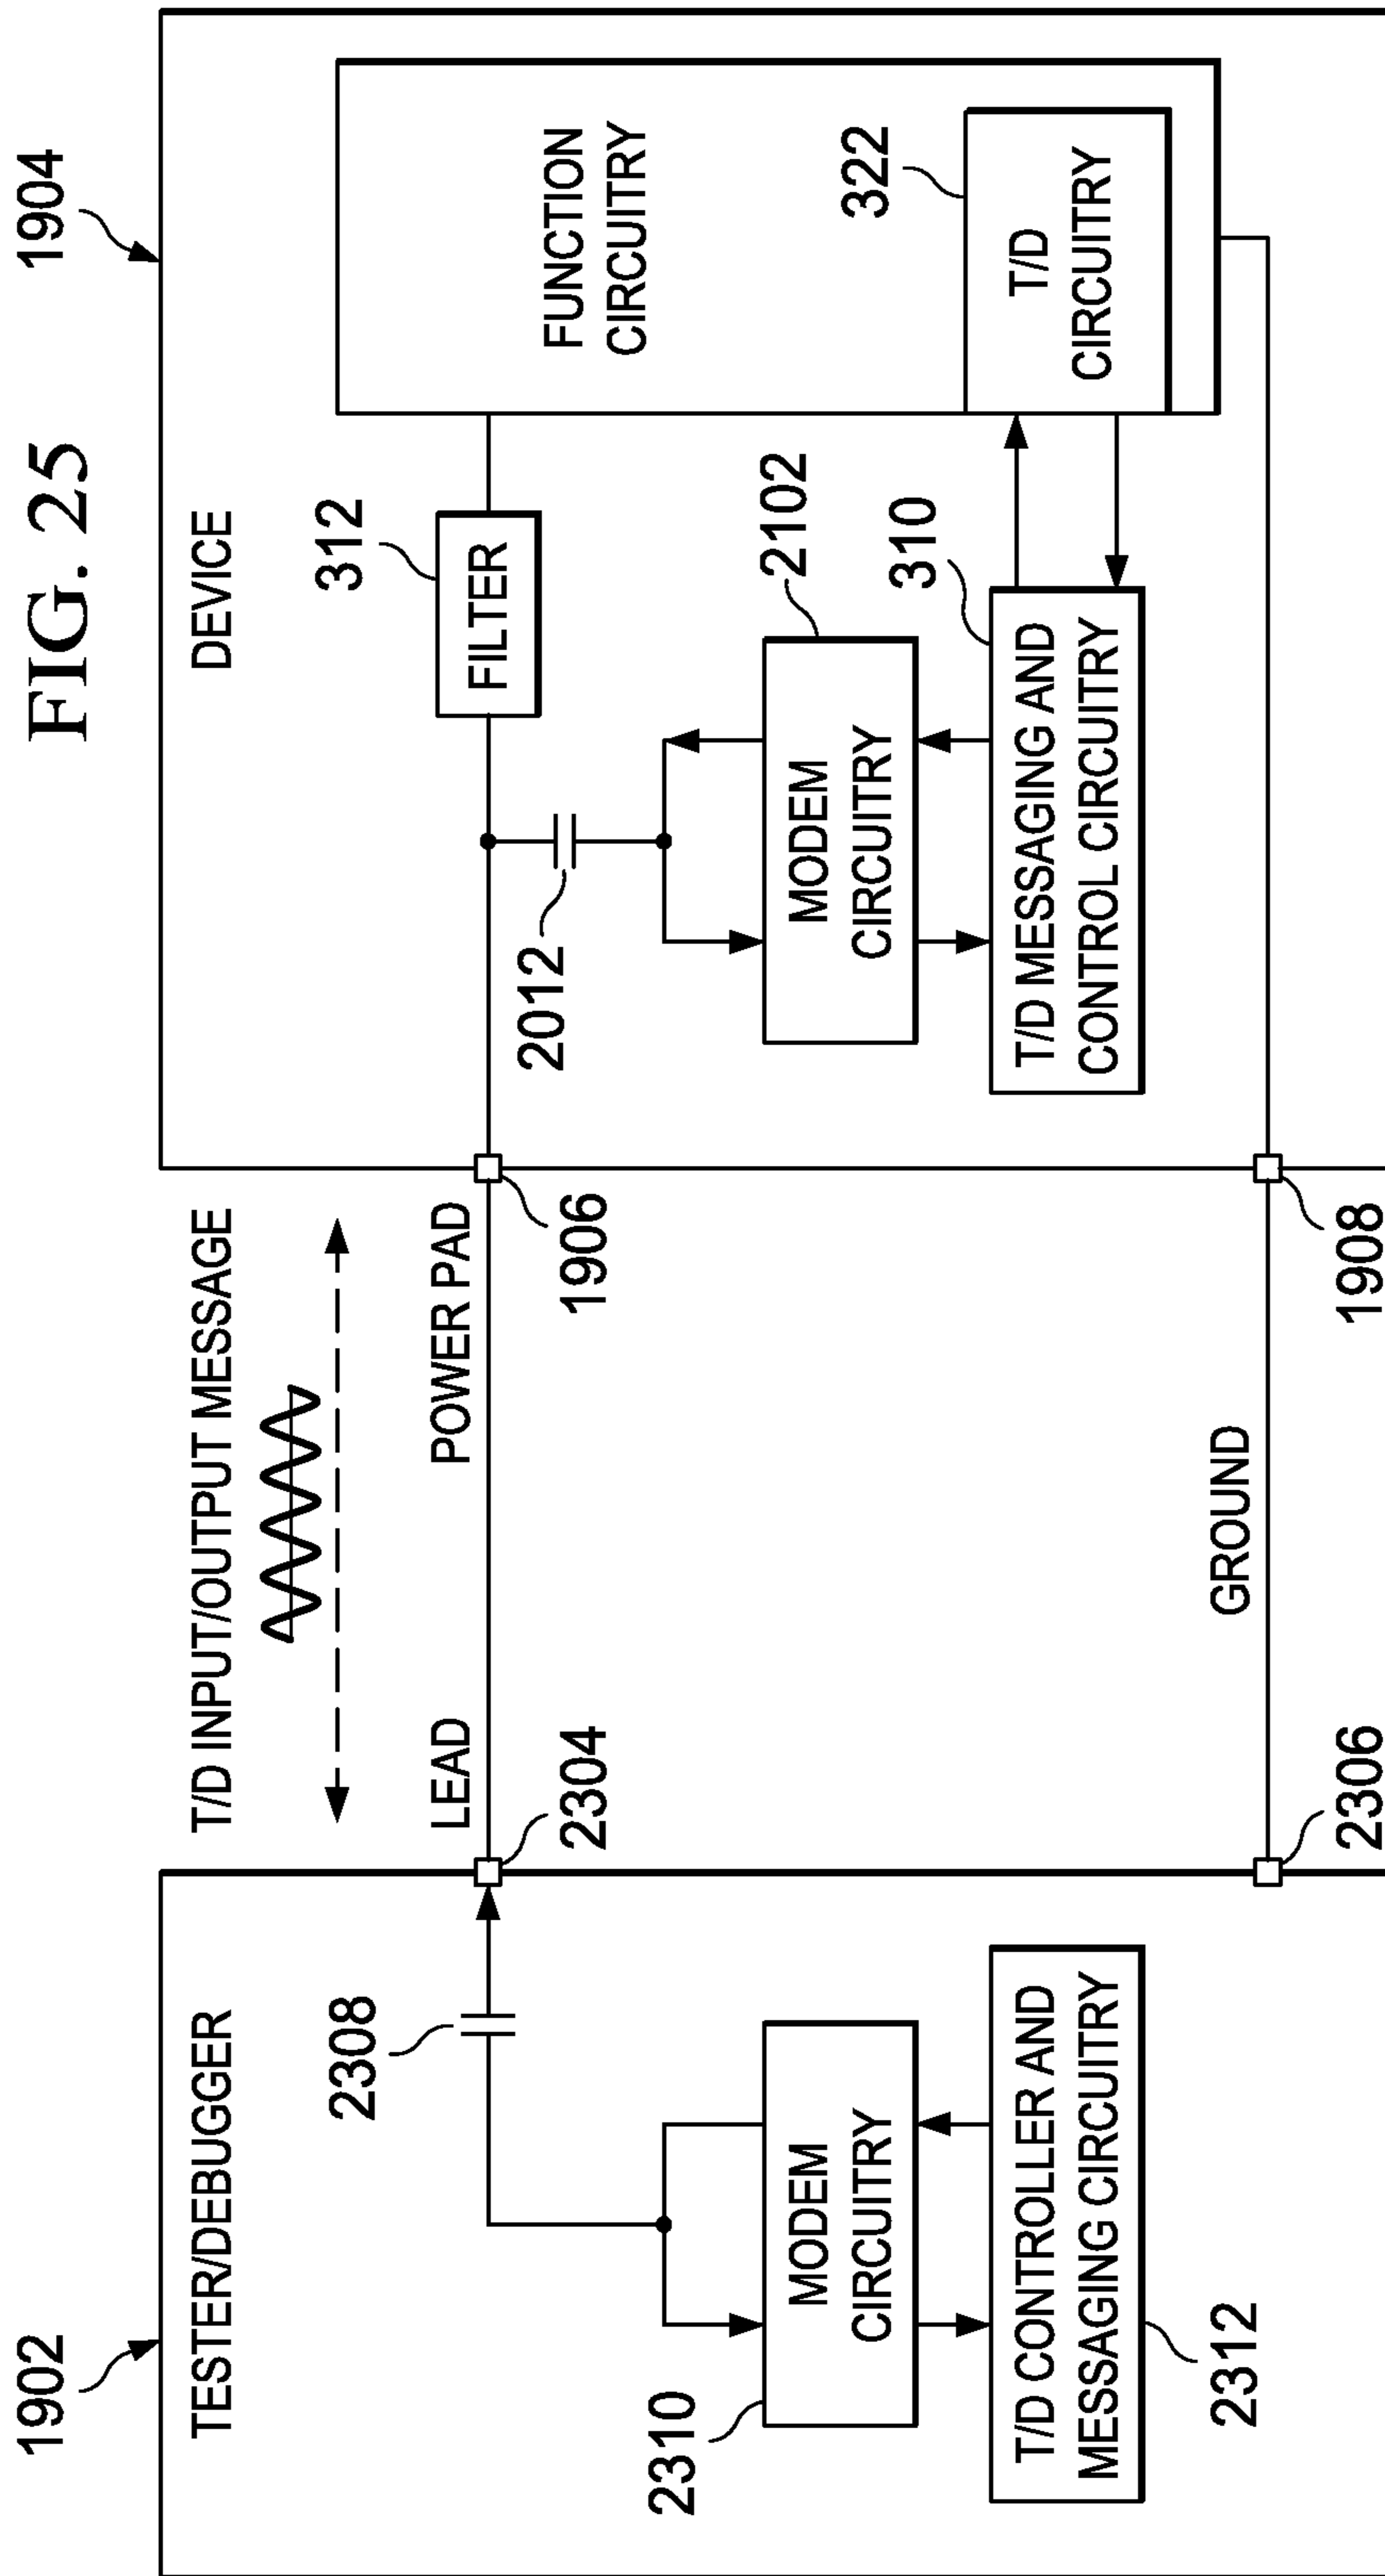 FIG. 25
1902
TESTER/DEBUGGER
2308
MODEM
CIRCUITRY
2310
T/D CONTROLLER AND
MESSAGING CIRCUITRY
2312
T/D INPUT/OUTPUT MESSAGE
LEAD
POWER PAD
2304
1906
GROUND
2306
1908
1904
DEVICE
312
FILTER
2012
MODEM
CIRCUITRY
2102
310
T/D MESSAGING AND
CONTROL CIRCUITRY
FUNCTION
CIRCUITRY
322
T/D
CIRCUITRY